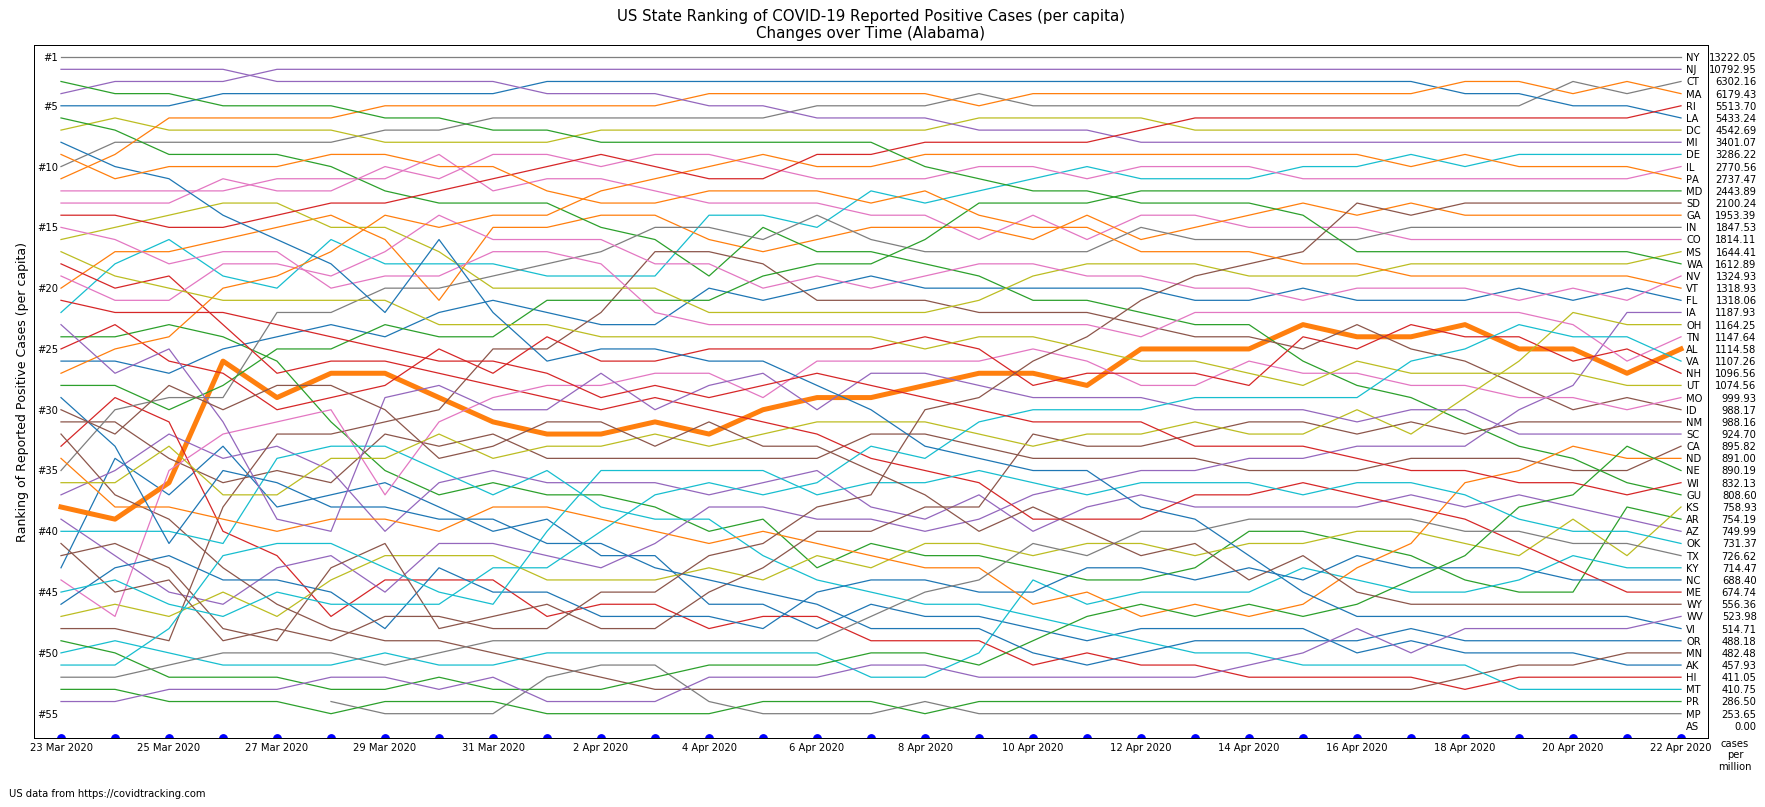 US State Ranking of COVID-19 Reported Positive Cases (per capita)
Changes over Time (Alabama)
Ranking of Reported Positive Cases (per capita)
#1
#5
#10
#15
#20
#25
#30
#35
#40
#45
#50
#55
NY 13222.05
NJ 10792.95
CT 6302.16
MA 6179.43
RI 5513.70
LA 5433.24
DC 4542.69
MI 3401.07
DE 3286.22
IL 2770.56
PA 2737.47
MD 2443.89
SD 2100.24
GA 1953.39
IN 1847.53
CO 1814.11
MS 1644.41
WA 1612.89
NV 1324.93
VT 1318.93
FL 1318.06
IA 1187.93
OH 1164.25
TN 1147.64
AL 1114.58
VA 1107.26
NH 1096.56
UT 1074.56
MO 999.93
ID 988.17
NM 988.16
SC 924.70
CA 895.82
ND 891.00
NE 890.19
WI 832.13
GU 808.60
KS 758.93
AR 754.19
AZ 749.99
OK 731.37
TX 726.62
KY 714.47
NC 688.40
ME 674.74
WY 556.36
WV 523.98
VI 514.71
OR 488.18
MN 482.48
AK 457.93
HI 411.05
MT 410.75
PR 286.50
MP 253.65
AS 0.00
23 Mar 2020 25 Mar 2020 27 Mar 2020 29 Mar 2020 31 Mar 2020 2 Apr 2020 4 Apr 2020 6 Apr 2020 8 Apr 2020 10 Apr 2020 12 Apr 2020 14 Apr 2020 16 Apr 2020 18 Apr 2020 20 Apr 2020 22 Apr 2020
cases
per
million
US data from https://covidtracking.com